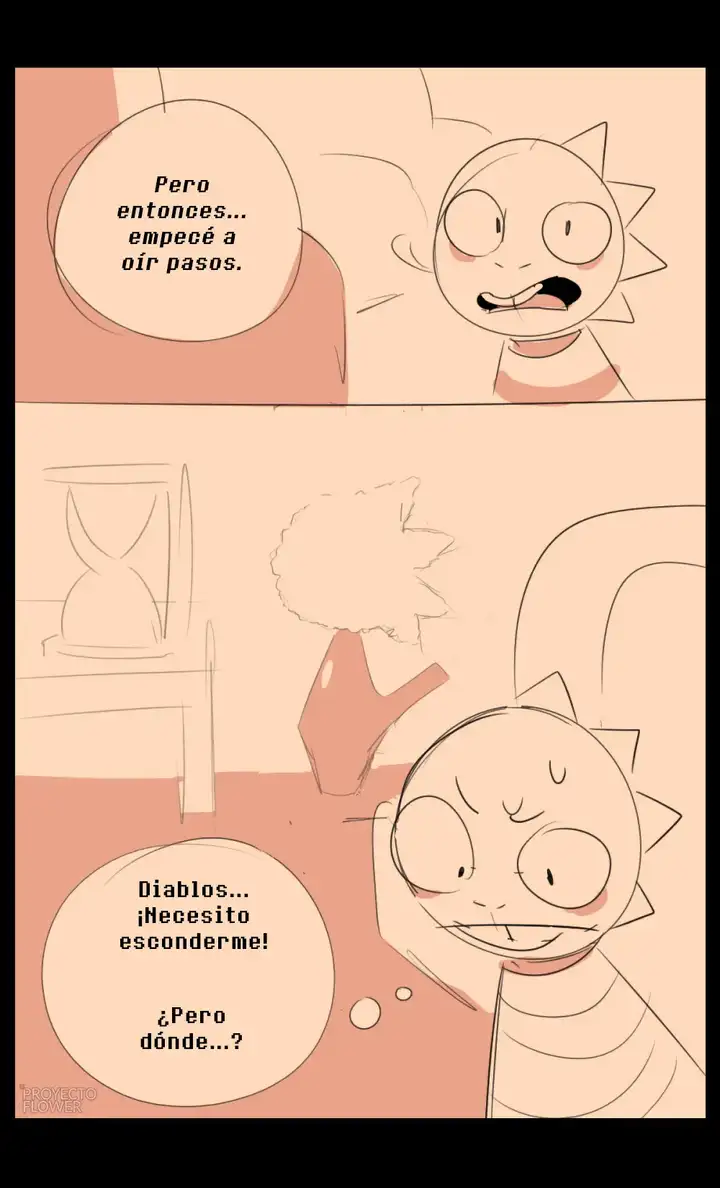 Pero
entonces...
empecé a
oír pasos.
Diablos...
¡Necesito
esconderme!
¿Pero
dónde...?
PROYECTO
FLOWER